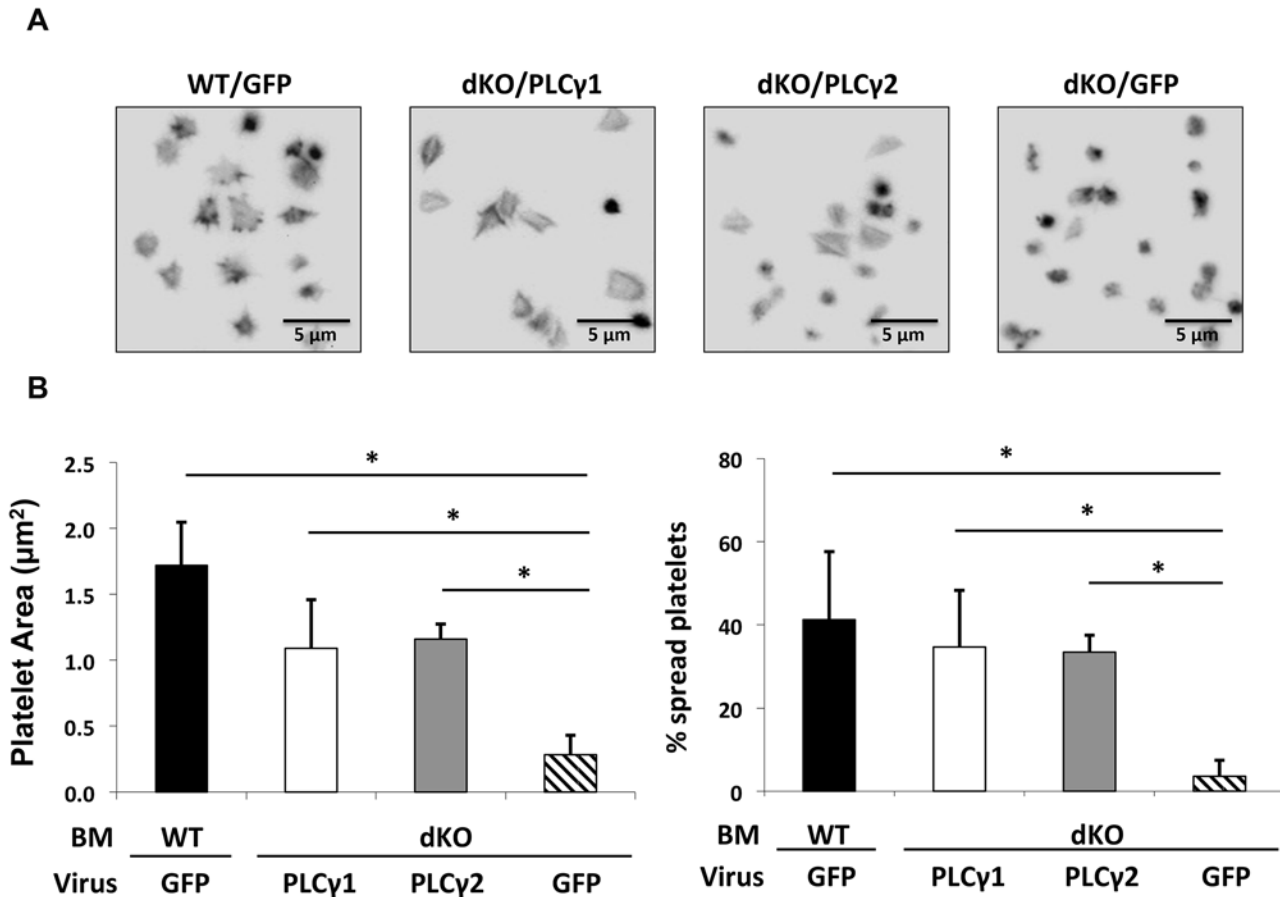 A
WT/GFP dKO/PLCγ1 dKO/PLCγ2 dKO/GFP
5 μm 5 μm 5 μm 5 μm
B
Platelet Area (μm²)
2.5
2.0
1.5
1.0
0.5
0.0
*
*
*
BM WT dKO
Virus GFP PLCγ1 PLCγ2 GFP
% spread platelets
80
60
40
20
0
*
*
*
BM WT dKO
Virus GFP PLCγ1 PLCγ2 GFP